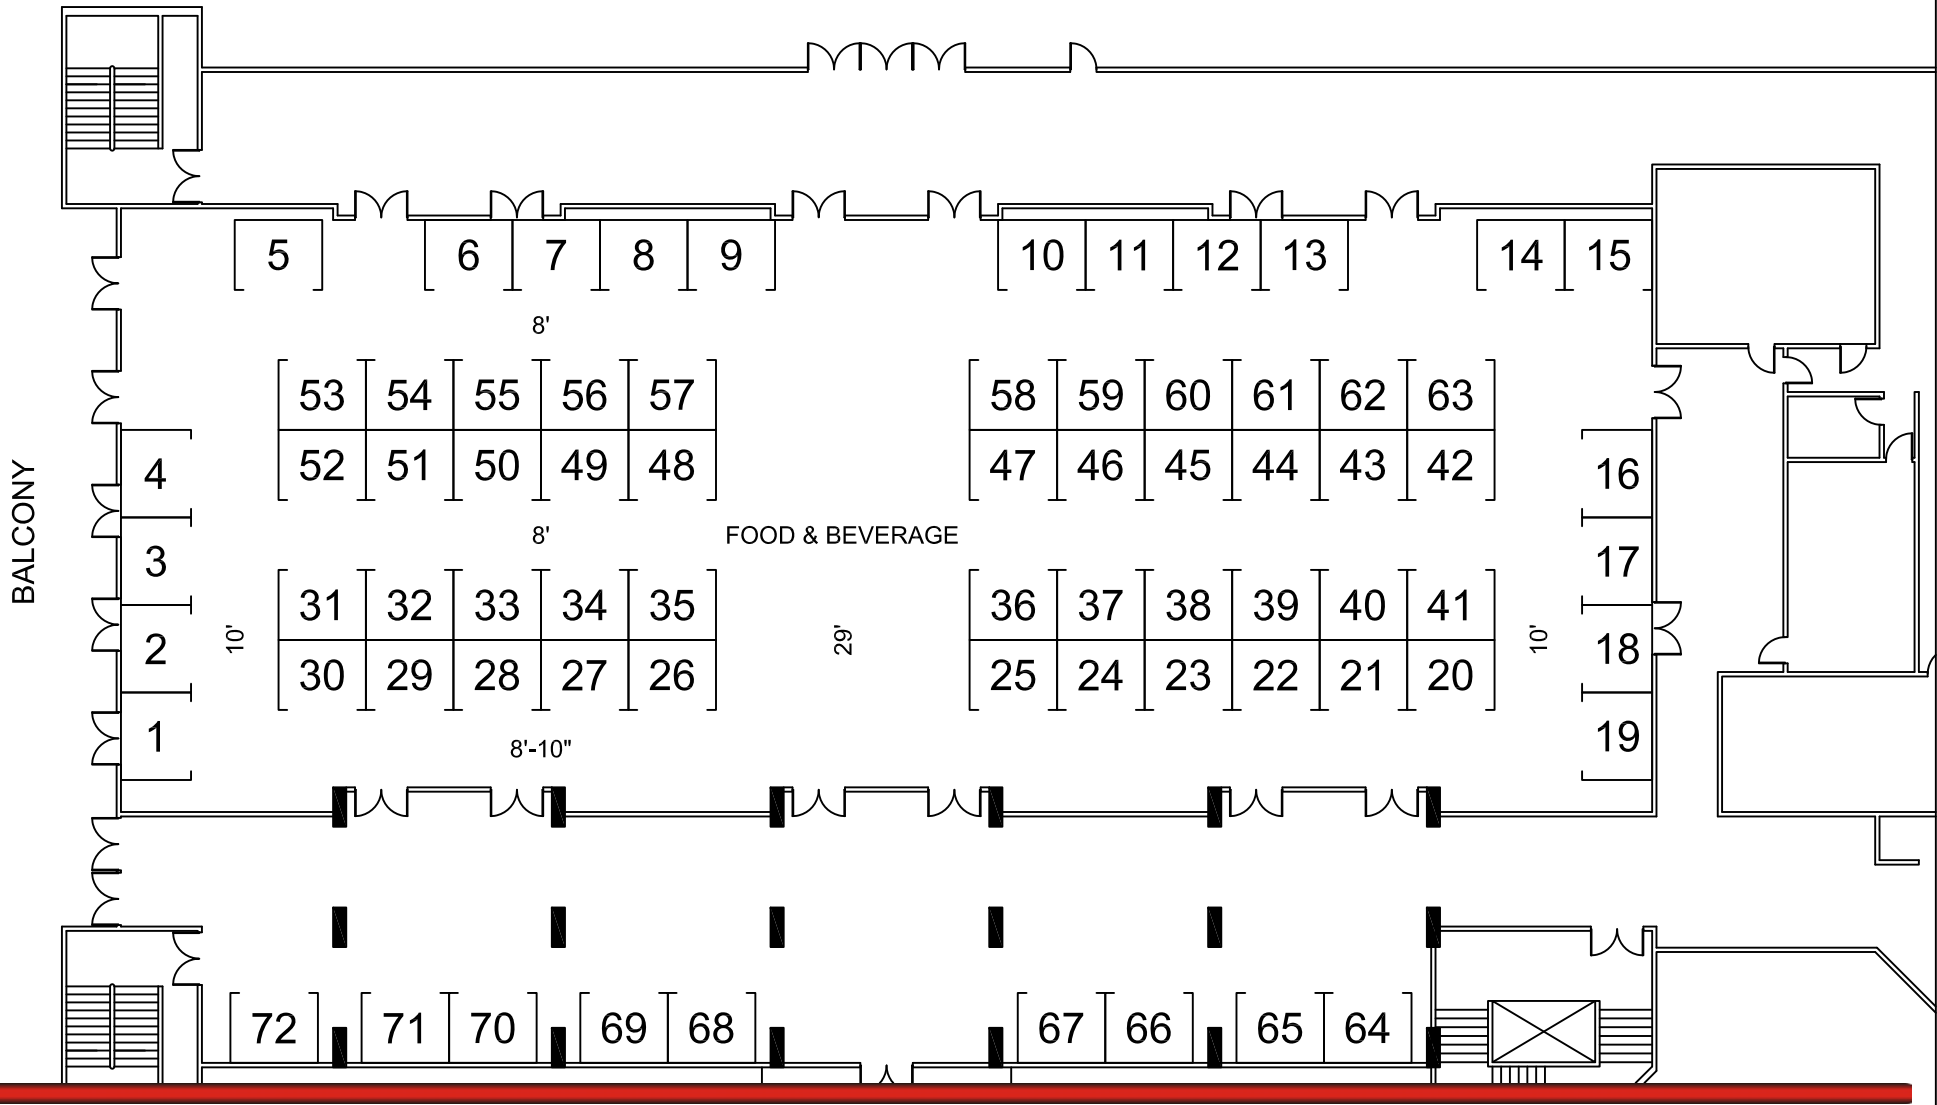 5 6 7 8 9 10 11 12 13 14 15
8'
53 54 55 56 57 58 59 60 61 62 63
4 52 51 50 49 48 47 46 45 44 43 42 16
BALCONY
8' FOOD & BEVERAGE
3 17
31 32 33 34 35 36 37 38 39 40 41
2 10' 29' 10' 18
30 29 28 27 26 25 24 23 22 21 20
1 8'-10" 19
72 71 70 69 68 67 66 65 64